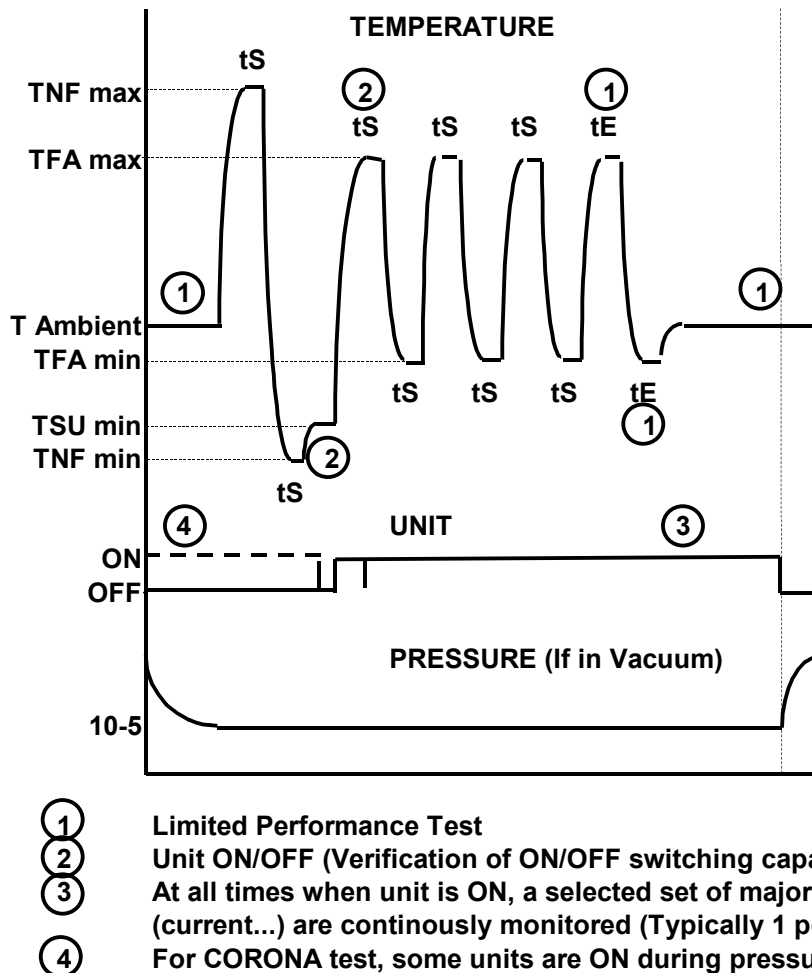 TEMPERATURE
tS
TNF max
2
1
tS
tS
tS
tE
TFA max
1
1
T Ambient
TFA min
tS
tS
tS
tE
TSU min
1
TNF min
2
tS
4
UNIT
3
ON
OFF
PRESSURE (If in Vacuum)
10-5
1 Limited Performance Test
2 Unit ON/OFF (Verification of ON/OFF switching capa
3 At all times when unit is ON, a selected set of major
(current...) are continously monitored (Typically 1 p
4 For CORONA test, some units are ON during pressu